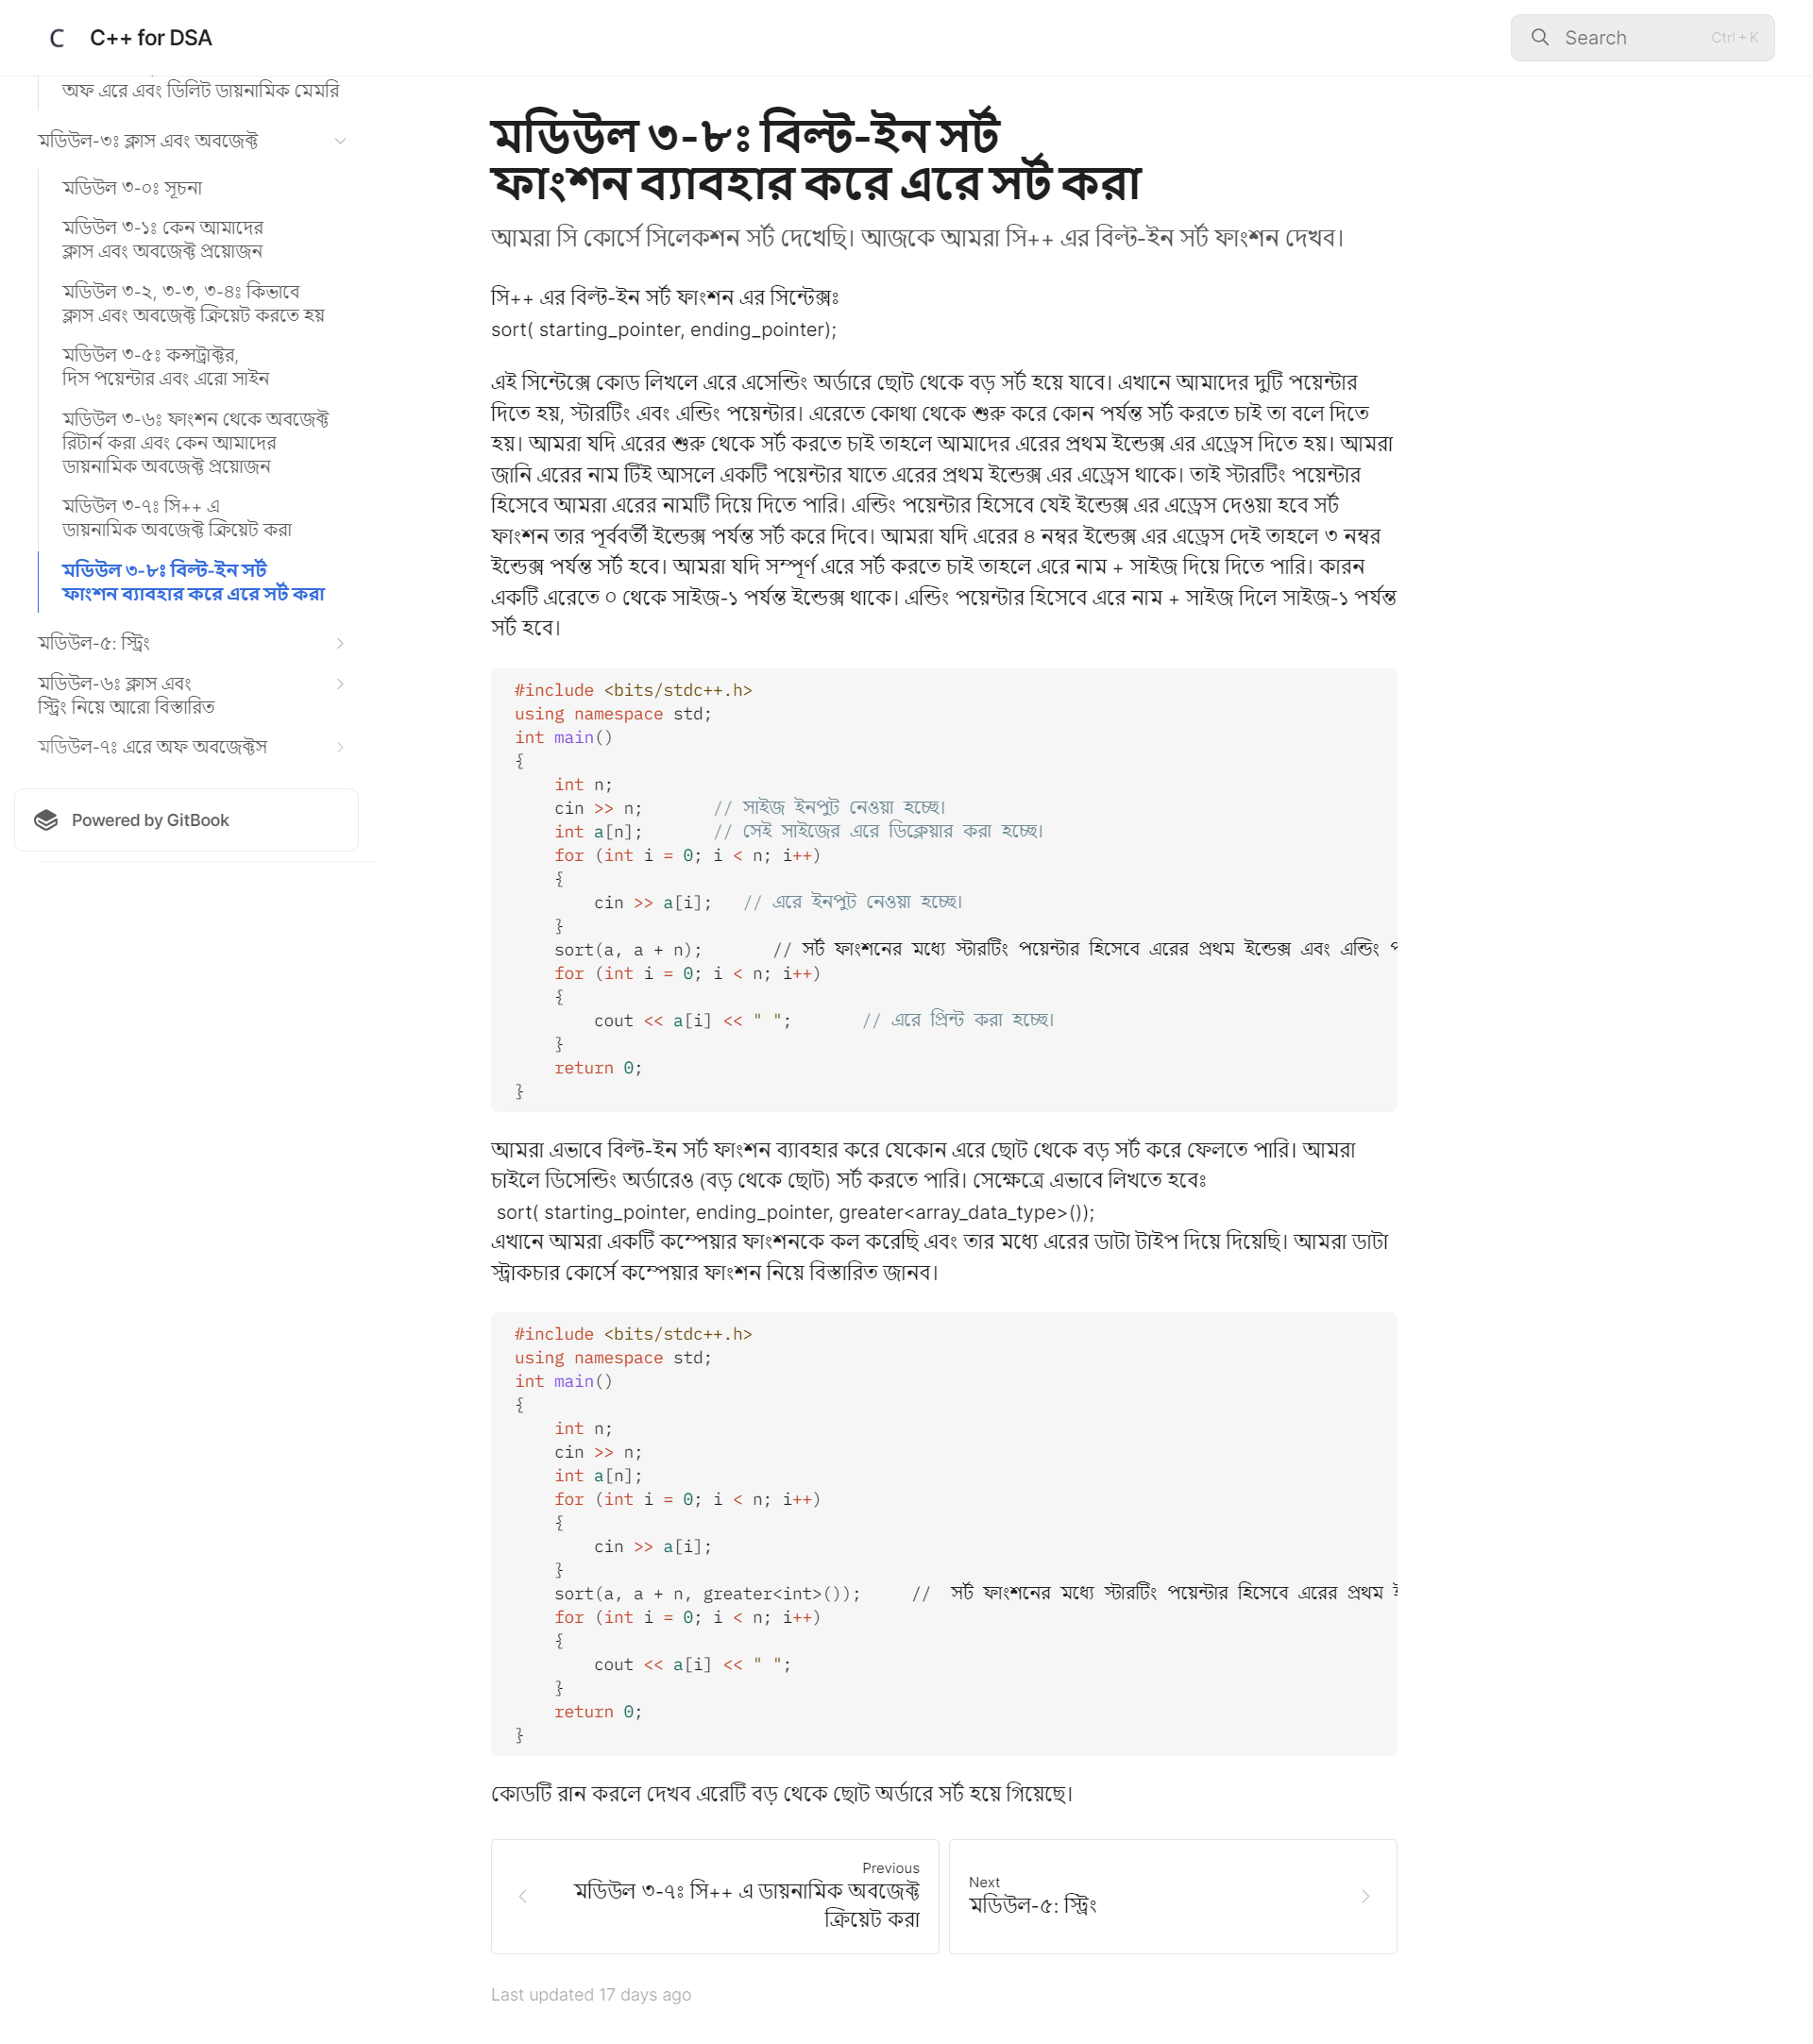 C C++ for DSA
Search Ctrl + K
অফ এরে এবং ডিলিট ডায়নামিক মেমরি
মডিউল-৩ঃ ক্লাস এবং অবজেক্ট
মডিউল ৩-০ঃ সূচনা
মডিউল ৩-১ঃ কেন আমাদের
ক্লাস এবং অবজেক্ট প্রয়োজন
মডিউল ৩-২, ৩-৩, ৩-৪ঃ কিভাবে
ক্লাস এবং অবজেক্ট ক্রিয়েট করতে হয়
মডিউল ৩-৫ঃ কন্সট্রাক্টর,
দিস পয়েন্টার এবং এরো সাইন
মডিউল ৩-৬ঃ ফাংশন থেকে অবজেক্ট
রিটার্ন করা এবং কেন আমাদের
ডায়নামিক অবজেক্ট প্রয়োজন
মডিউল ৩-৭ঃ সি++ এ
ডায়নামিক অবজেক্ট ক্রিয়েট করা
মডিউল ৩-৮ঃ বিল্ট-ইন সর্ট
ফাংশন ব্যাবহার করে এরে সর্ট করা
মডিউল-৫: স্ট্রিং
মডিউল-৬ঃ ক্লাস এবং
স্ট্রিং নিয়ে আরো বিস্তারিত
মডিউল-৭ঃ এরে অফ অবজেক্টস
Powered by GitBook
মডিউল ৩-৮ঃ বিল্ট-ইন সর্ট
ফাংশন ব্যাবহার করে এরে সর্ট করা
আমরা সি কোর্সে সিলেকশন সর্ট দেখেছি। আজকে আমরা সি++ এর বিল্ট-ইন সর্ট ফাংশন দেখব।
সি++ এর বিল্ট-ইন সর্ট ফাংশন এর সিন্টেক্সঃ
sort( starting_pointer, ending_pointer);
এই সিন্টেক্সে কোড লিখলে এরে এসেন্ডিং অর্ডারে ছোট থেকে বড় সর্ট হয়ে যাবে। এখানে আমাদের দুটি পয়েন্টার
দিতে হয়, স্টারটিং এবং এন্ডিং পয়েন্টার। এরেতে কোথা থেকে শুরু করে কোন পর্যন্ত সর্ট করতে চাই তা বলে দিতে
হয়। আমরা যদি এরের শুরু থেকে সর্ট করতে চাই তাহলে আমাদের এরের প্রথম ইন্ডেক্স এর এড্রেস দিতে হয়। আমরা
জানি এরের নাম টিই আসলে একটি পয়েন্টার যাতে এরের প্রথম ইন্ডেক্স এর এড্রেস থাকে। তাই স্টারটিং পয়েন্টার
হিসেবে আমরা এরের নামটি দিয়ে দিতে পারি। এন্ডিং পয়েন্টার হিসেবে যেই ইন্ডেক্স এর এড্রেস দেওয়া হবে সর্ট
ফাংশন তার পূর্ববর্তী ইন্ডেক্স পর্যন্ত সর্ট করে দিবে। আমরা যদি এরের ৪ নম্বর ইন্ডেক্স এর এড্রেস দেই তাহলে ৩ নম্বর
ইন্ডেক্স পর্যন্ত সর্ট হবে। আমরা যদি সম্পূর্ণ এরে সর্ট করতে চাই তাহলে এরে নাম + সাইজ দিয়ে দিতে পারি। কারন
একটি এরেতে ০ থেকে সাইজ-১ পর্যন্ত ইন্ডেক্স থাকে। এন্ডিং পয়েন্টার হিসেবে এরে নাম + সাইজ দিলে সাইজ-১ পর্যন্ত
সর্ট হবে।
#include <bits/stdc++.h>
using namespace std;
int main()
{
int n;
cin >> n; // সাইজ ইনপুট নেওয়া হচ্ছে।
int a[n]; // সেই সাইজের এরে ডিক্লেয়ার করা হচ্ছে।
for (int i = 0; i < n; i++)
{
cin >> a[i]; // এরে ইনপুট নেওয়া হচ্ছে।
}
sort(a, a + n); // সর্ট ফাংশনের মধ্যে স্টারটিং পয়েন্টার হিসেবে এরের প্রথম ইন্ডেক্স এবং এন্ডিং
for (int i = 0; i < n; i++)
{
cout << a[i] << " "; // এরে প্রিন্ট করা হচ্ছে।
}
return 0;
}
আমরা এভাবে বিল্ট-ইন সর্ট ফাংশন ব্যাবহার করে যেকোন এরে ছোট থেকে বড় সর্ট করে ফেলতে পারি। আমরা
চাইলে ডিসেন্ডিং অর্ডারেও (বড় থেকে ছোট) সর্ট করতে পারি। সেক্ষেত্রে এভাবে লিখতে হবেঃ
sort( starting_pointer, ending_pointer, greater<array_data_type>());
এখানে আমরা একটি কম্পেয়ার ফাংশনকে কল করেছি এবং তার মধ্যে এরের ডাটা টাইপ দিয়ে দিয়েছি। আমরা ডাটা
স্ট্রাকচার কোর্সে কম্পেয়ার ফাংশন নিয়ে বিস্তারিত জানব।
#include <bits/stdc++.h>
using namespace std;
int main()
{
int n;
cin >> n;
int a[n];
for (int i = 0; i < n; i++)
{
cin >> a[i];
}
sort(a, a + n, greater<int>()); // সর্ট ফাংশনের মধ্যে স্টারটিং পয়েন্টার হিসেবে এরের প্রথম
for (int i = 0; i < n; i++)
{
cout << a[i] << " ";
}
return 0;
}
কোডটি রান করলে দেখব এরেটি বড় থেকে ছোট অর্ডারে সর্ট হয়ে গিয়েছে।
Previous
মডিউল ৩-৭ঃ সি++ এ ডায়নামিক অবজেক্ট
ক্রিয়েট করা
Next
মডিউল-৫: স্ট্রিং
Last updated 17 days ago